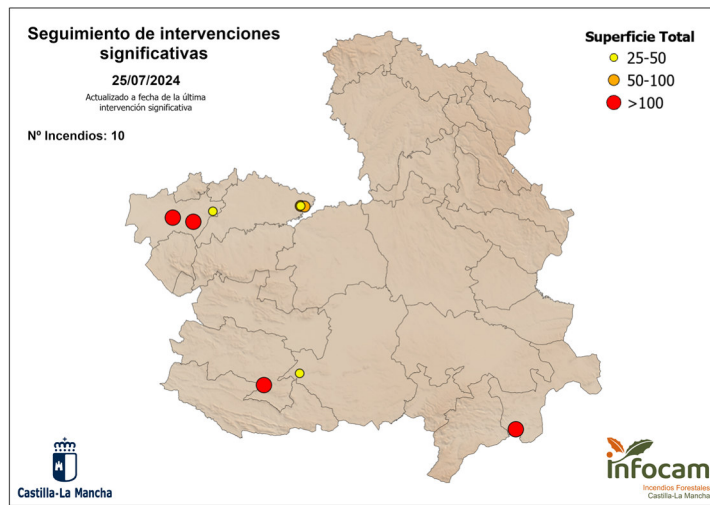 Seguimiento de intervenciones
significativas
25/07/2024
Actualizado a fecha de la última
intervención significativa
Nº Incendios: 10
Superficie Total
25-50
50-100
>100
Castilla-La Mancha
infocam
Incendios Forestales
Castilla-La Mancha